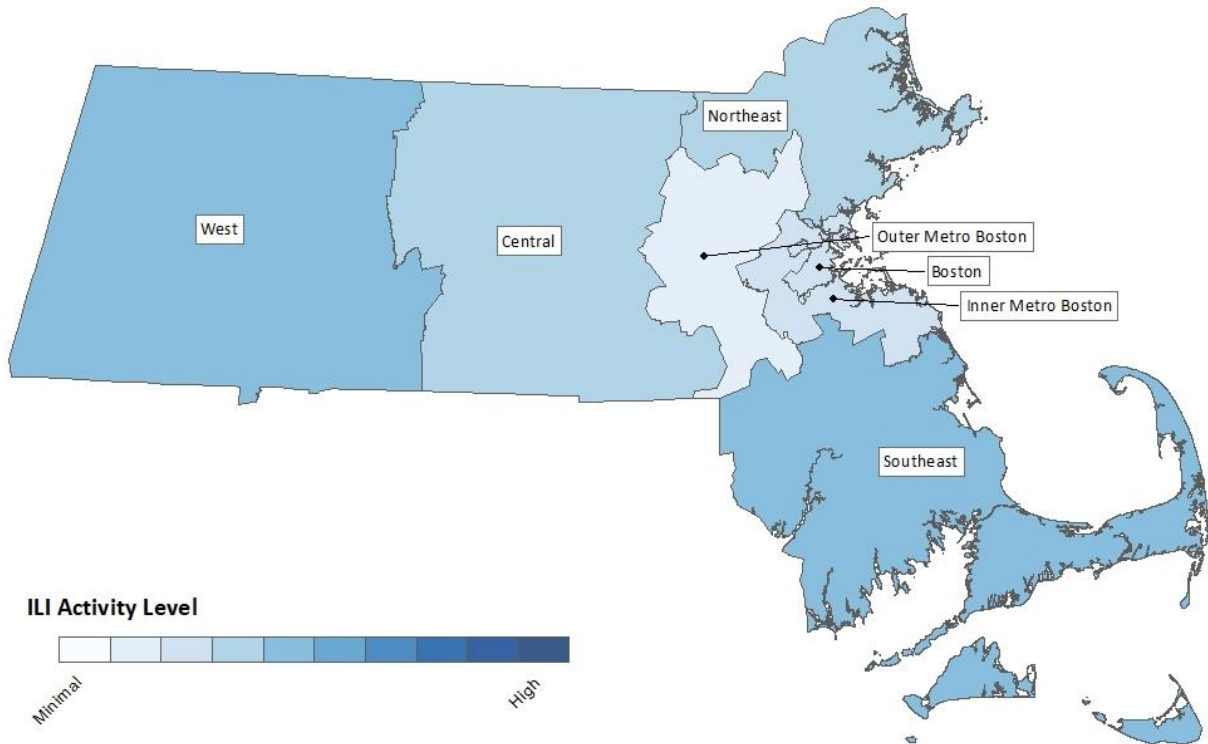 Northeast
West
Central
Outer Metro Boston
Boston
Inner Metro Boston
Southeast
ILI Activity Level
Minimal
High